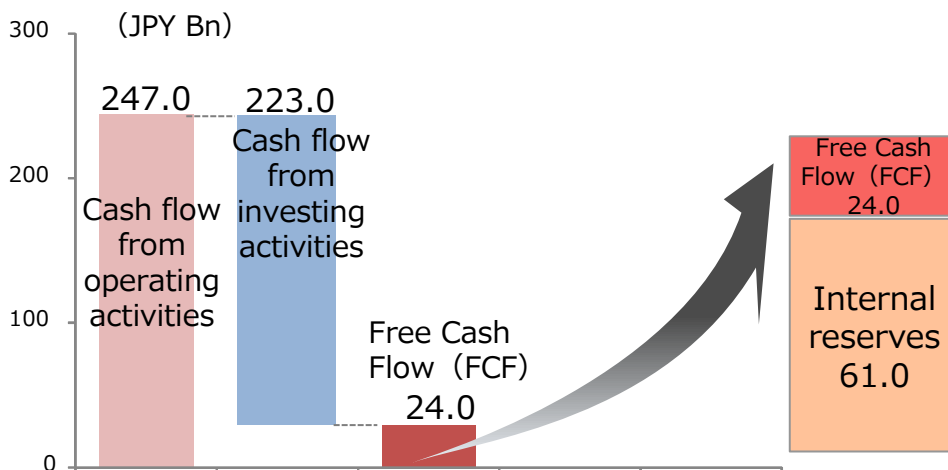 （JPY Bn）
300
200
100
0
247.0
Cash flow
from
operating
activities
223.0
Cash flow
from
investing
activities
Free Cash
Flow（FCF）
24.0
Free Cash
Flow（FCF）
24.0
Internal
reserves
61.0